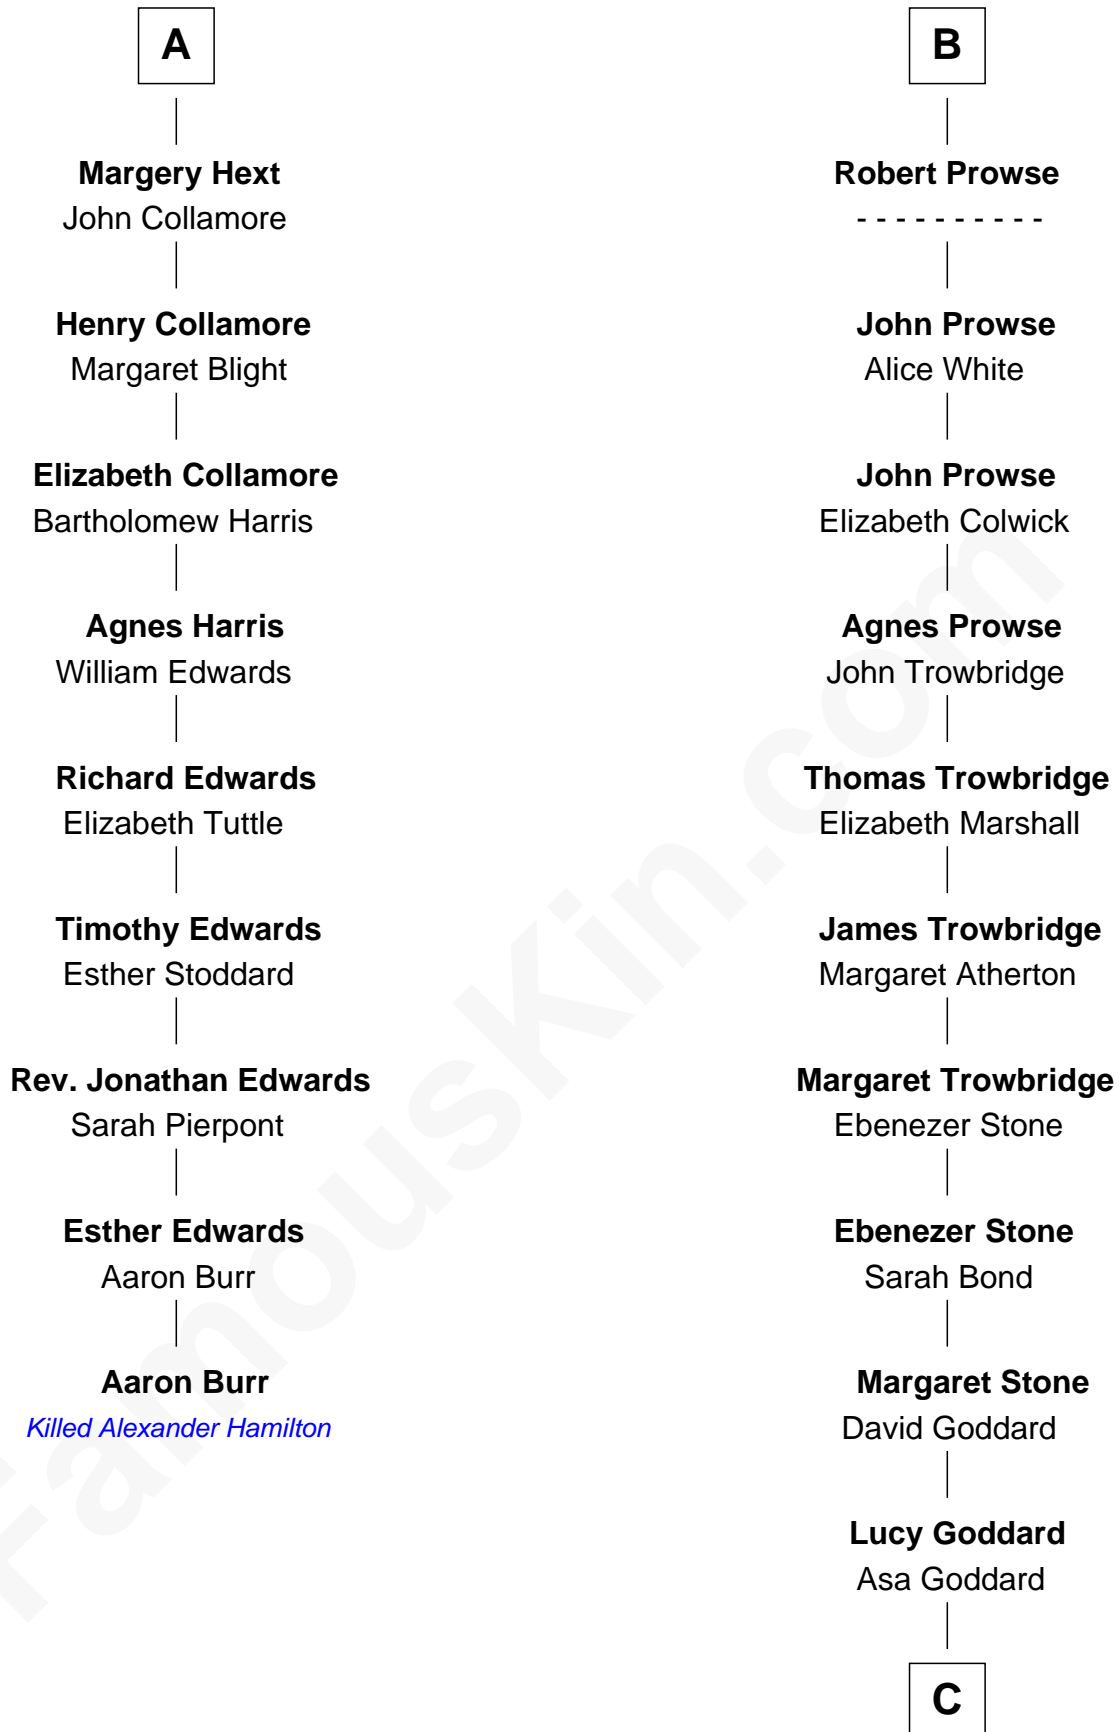 A
Margery Hext
John Collamore
Henry Collamore
Margaret Blight
Elizabeth Collamore
Bartholomew Harris
Agnes Harris
William Edwards
Richard Edwards
Elizabeth Tuttle
Timothy Edwards
Esther Stoddard
Rev. Jonathan Edwards
Sarah Pierpont
Esther Edwards
Aaron Burr
Aaron Burr
Killed Alexander Hamilton
B
Robert Prowse
- - - - - - - - - -
John Prowse
Alice White
John Prowse
Elizabeth Colwick
Agnes Prowse
John Trowbridge
Thomas Trowbridge
Elizabeth Marshall
James Trowbridge
Margaret Atherton
Margaret Trowbridge
Ebenezer Stone
Ebenezer Stone
Sarah Bond
Margaret Stone
David Goddard
Lucy Goddard
Asa Goddard
C
FamousKin.com